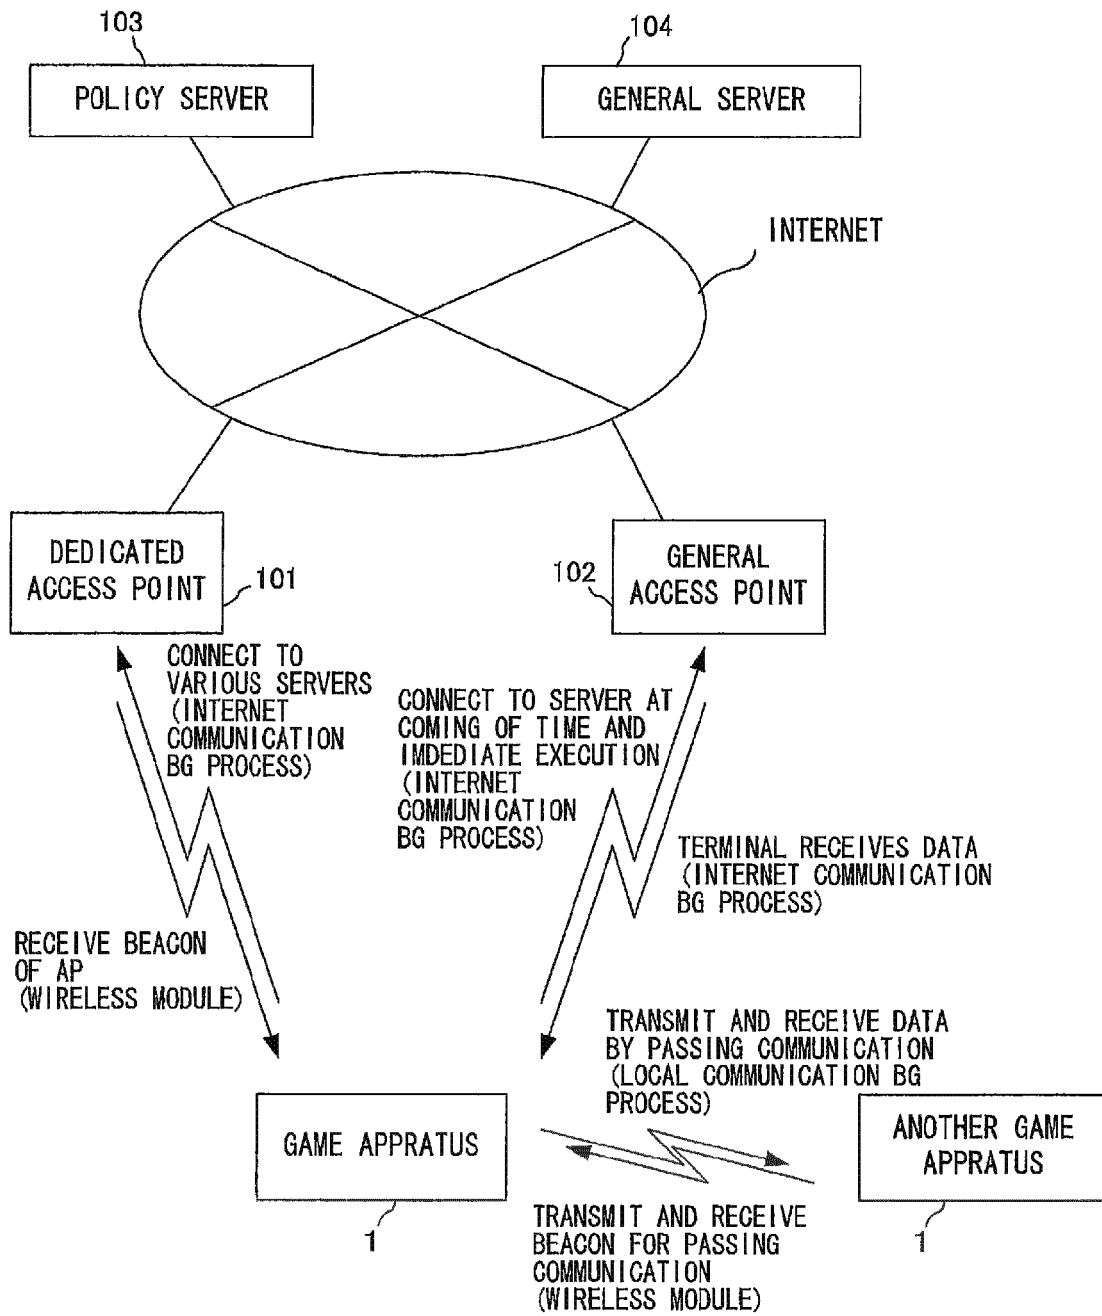 103
104
POLICY SERVER
GENERAL SERVER
INTERNET
DEDICATED
ACCESS POINT
101
102
GENERAL
ACCESS POINT
CONNECT TO
VARIOUS SERVERS
(INTERNET
COMMUNICATION
BG PROCESS)
CONNECT TO SERVER AT
COMING OF TIME AND
IMDEDIATE EXECUTION
(INTERNET
COMMUNICATION
BG PROCESS)
TERMINAL RECEIVES DATA
(INTERNET COMMUNICATION
BG PROCESS)
RECEIVE BEACON
OF AP
(WIRELESS MODULE)
TRANSMIT AND RECEIVE DATA
BY PASSING COMMUNICATION
(LOCAL COMMUNICATION BG
PROCESS)
GAME APPRATUS
ANOTHER GAME
APPRATUS
1
1
TRANSMIT AND RECEIVE
BEACON FOR PASSING
COMMUNICATION
(WIRELESS MODULE)